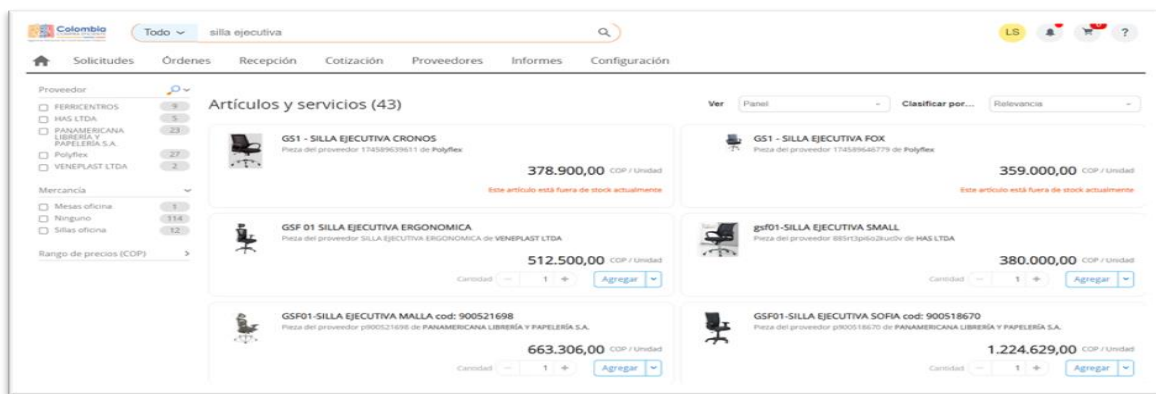 Colombia
Todo
silla ejecutiva
LS
?
Solicitudes Órdenes Recepción Cotización Proveedores Informes Configuración
Proveedor
FERRICENTROS 9
HAS LTDA 5
PANAMERICANA LIBRERÍA Y PAPELERÍA S.A. 23
Polyflex 27
VENEPLAST LTDA 2
Mercancía
Mesas oficina 1
Ninguno 114
Sillas oficina 12
Rango de precios (COP)
Artículos y servicios (43)
Ver Panel Clasificar por... Relevancia
GS1 - SILLA EJECUTIVA CRONOS
Pieza del proveedor 174589639611 de Polyflex
378.900,00 COP / Unidad
Este artículo está fuera de stock actualmente
GS1 - SILLA EJECUTIVA FOX
Pieza del proveedor 174589646779 de Polyflex
359.000,00 COP / Unidad
Este artículo está fuera de stock actualmente
GSF 01 SILLA EJECUTIVA ERGONOMICA
Pieza del proveedor SILLA EJECUTIVA ERGONOMICA de VENEPLAST LTDA
512.500,00 COP / Unidad
Cantidad - 1 + Agregar
gsf01-SILLA EJECUTIVA SMALL
Pieza del proveedor de HAS LTDA
380.000,00 COP / Unidad
Cantidad - 1 + Agregar
GSF01-SILLA EJECUTIVA MALLA cod: 900521698
Pieza del proveedor p900521698 de PANAMERICANA LIBRERÍA Y PAPELERÍA S.A.
663.306,00 COP / Unidad
Cantidad - 1 + Agregar
GSF01-SILLA EJECUTIVA SOFIA cod: 900518670
Pieza del proveedor p900518670 de PANAMERICANA LIBRERÍA Y PAPELERÍA S.A.
1.224.629,00 COP / Unidad
Cantidad - 1 + Agregar